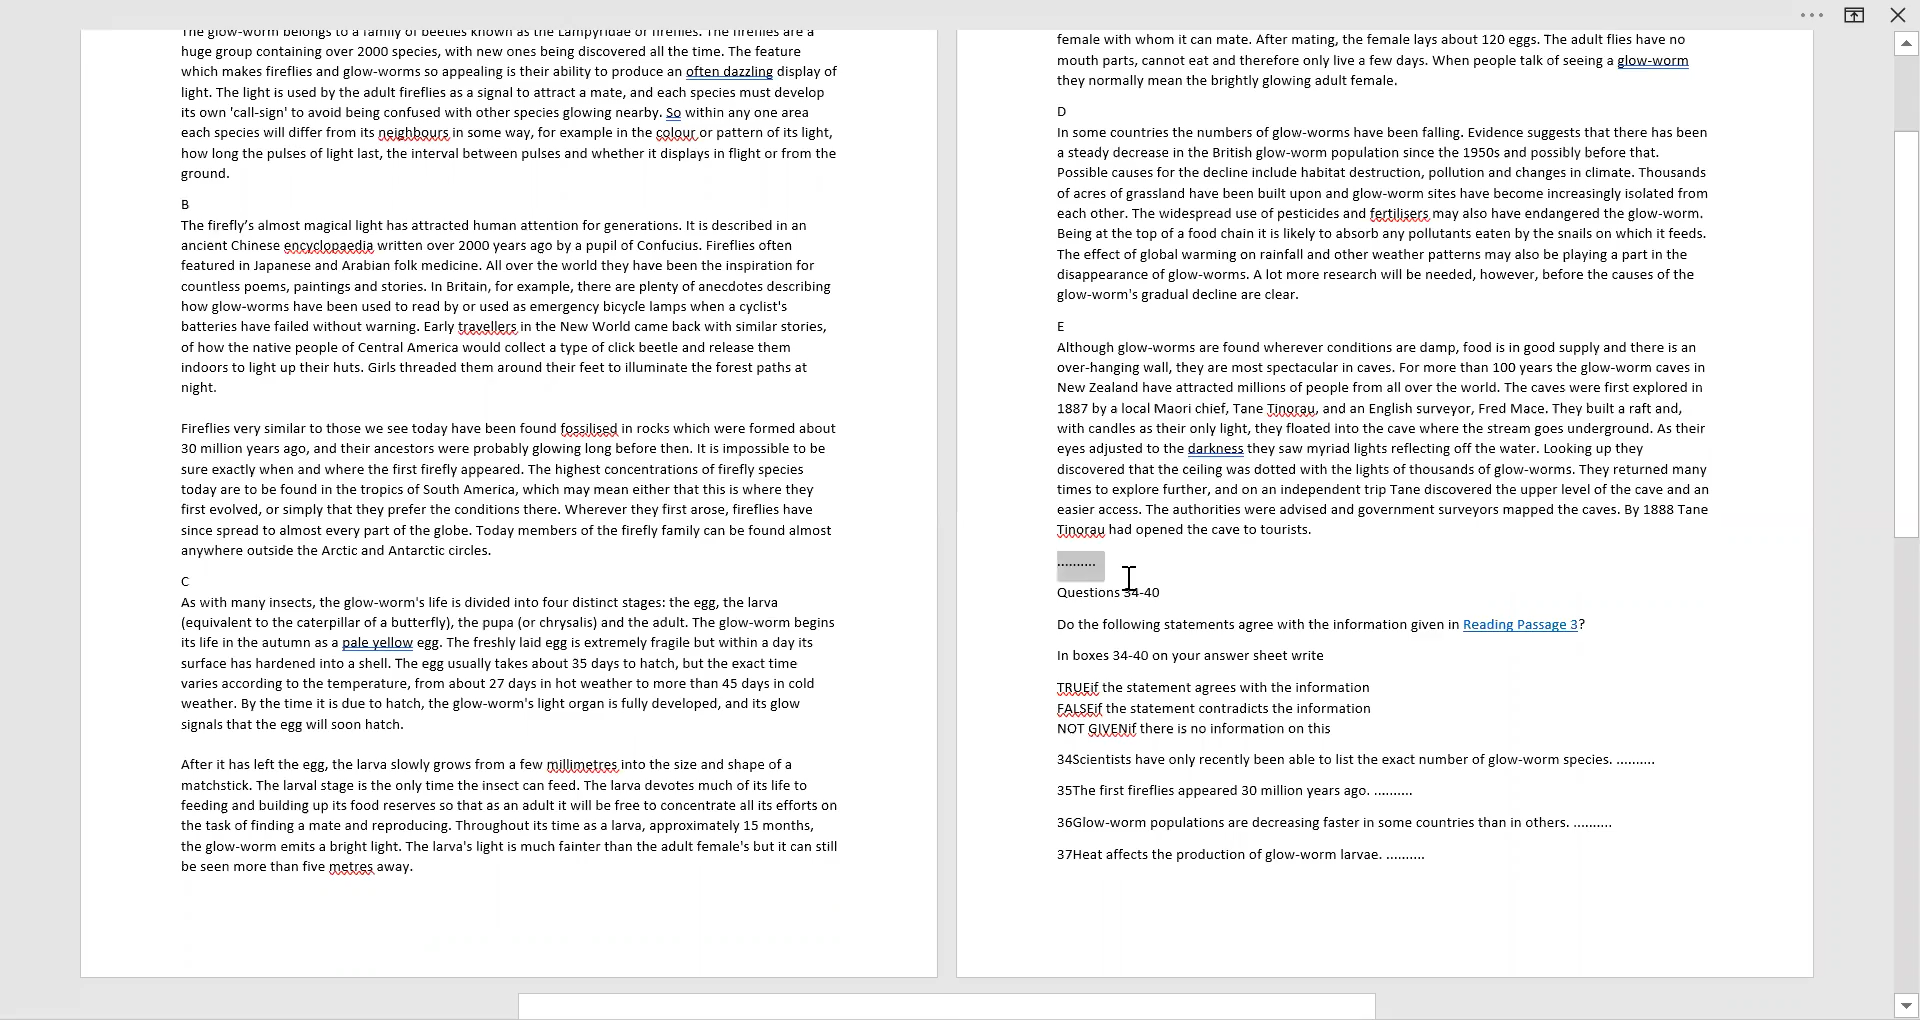 The glow-worm belongs to a family of beetles known as the Lampyridae or fireflies. The fireflies are a
huge group containing over 2000 species, with new ones being discovered all the time. The feature
which makes fireflies and glow-worms so appealing is their ability to produce an often dazzling display of
light. The light is used by the adult fireflies as a signal to attract a mate, and each species must develop
its own 'call-sign' to avoid being confused with other species glowing nearby. So within any one area
each species will differ from its neighbours in some way, for example in the colour or pattern of its light,
how long the pulses of light last, the interval between pulses and whether it displays in flight or from the
ground.
B
The firefly’s almost magical light has attracted human attention for generations. It is described in an
ancient Chinese encyclopaedia written over 2000 years ago by a pupil of Confucius. Fireflies often
featured in Japanese and Arabian folk medicine. All over the world they have been the inspiration for
countless poems, paintings and stories. In Britain, for example, there are plenty of anecdotes describing
how glow-worms have been used to read by or used as emergency bicycle lamps when a cyclist's
batteries have failed without warning. Early travellers in the New World came back with similar stories,
of how the native people of Central America would collect a type of click beetle and release them
indoors to light up their huts. Girls threaded them around their feet to illuminate the forest paths at
night.
Fireflies very similar to those we see today have been found fossilised in rocks which were formed about
30 million years ago, and their ancestors were probably glowing long before then. It is impossible to be
sure exactly when and where the first firefly appeared. The highest concentrations of firefly species
today are to be found in the tropics of South America, which may mean either that this is where they
first evolved, or simply that they prefer the conditions there. Wherever they first arose, fireflies have
since spread to almost every part of the globe. Today members of the firefly family can be found almost
anywhere outside the Arctic and Antarctic circles.
C
As with many insects, the glow-worm's life is divided into four distinct stages: the egg, the larva
(equivalent to the caterpillar of a butterfly), the pupa (or chrysalis) and the adult. The glow-worm begins
its life in the autumn as a pale yellow egg. The freshly laid egg is extremely fragile but within a day its
surface has hardened into a shell. The egg usually takes about 35 days to hatch, but the exact time
varies according to the temperature, from about 27 days in hot weather to more than 45 days in cold
weather. By the time it is due to hatch, the glow-worm's light organ is fully developed, and its glow
signals that the egg will soon hatch.
After it has left the egg, the larva slowly grows from a few millimetres into the size and shape of a
matchstick. The larval stage is the only time the insect can feed. The larva devotes much of its life to
feeding and building up its food reserves so that as an adult it will be free to concentrate all its efforts on
the task of finding a mate and reproducing. Throughout its time as a larva, approximately 15 months,
the glow-worm emits a bright light. The larva's light is much fainter than the adult female's but it can still
be seen more than five metres away.
female with whom it can mate. After mating, the female lays about 120 eggs. The adult flies have no
mouth parts, cannot eat and therefore only live a few days. When people talk of seeing a glow-worm
they normally mean the brightly glowing adult female.
D
In some countries the numbers of glow-worms have been falling. Evidence suggests that there has been
a steady decrease in the British glow-worm population since the 1950s and possibly before that.
Possible causes for the decline include habitat destruction, pollution and changes in climate. Thousands
of acres of grassland have been built upon and glow-worm sites have become increasingly isolated from
each other. The widespread use of pesticides and fertilisers may also have endangered the glow-worm.
Being at the top of a food chain it is likely to absorb any pollutants eaten by the snails on which it feeds.
The effect of global warming on rainfall and other weather patterns may also be playing a part in the
disappearance of glow-worms. A lot more research will be needed, however, before the causes of the
glow-worm's gradual decline are clear.
E
Although glow-worms are found wherever conditions are damp, food is in good supply and there is an
over-hanging wall, they are most spectacular in caves. For more than 100 years the glow-worm caves in
New Zealand have attracted millions of people from all over the world. The caves were first explored in
1887 by a local Maori chief, Tane Tinorau, and an English surveyor, Fred Mace. They built a raft and,
with candles as their only light, they floated into the cave where the stream goes underground. As their
eyes adjusted to the darkness they saw myriad lights reflecting off the water. Looking up they
discovered that the ceiling was dotted with the lights of thousands of glow-worms. They returned many
times to explore further, and on an independent trip Tane discovered the upper level of the cave and an
easier access. The authorities were advised and government surveyors mapped the caves. By 1888 Tane
Tinorau had opened the cave to tourists.
..........
Questions 34-40
Do the following statements agree with the information given in Reading Passage 3?
In boxes 34-40 on your answer sheet write
TRUEif the statement agrees with the information
FALSEif the statement contradicts the information
NOT GIVENif there is no information on this
34Scientists have only recently been able to list the exact number of glow-worm species. ..........
35The first fireflies appeared 30 million years ago. ..........
36Glow-worm populations are decreasing faster in some countries than in others. ..........
37Heat affects the production of glow-worm larvae. ..........